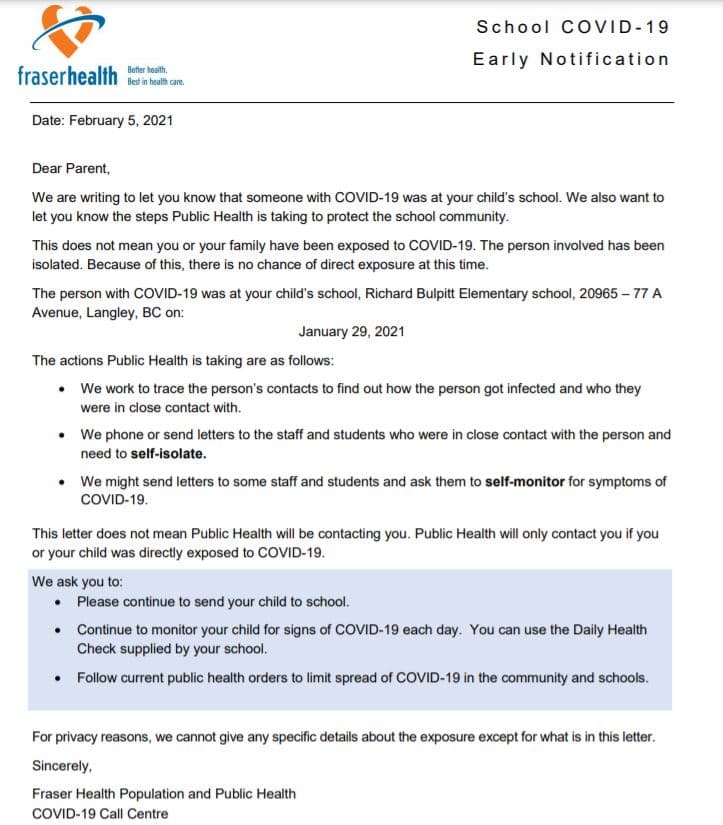 School COVID-19
Early Notification
fraserhealth
Better health.
Best in health care.
Date: February 5, 2021
Dear Parent,
We are writing to let you know that someone with COVID-19 was at your child's school. We also want to
let you know the steps Public Health is taking to protect the school community.
This does not mean you or your family have been exposed to COVID-19. The person involved has been
isolated. Because of this, there is no chance of direct exposure at this time.
The person with COVID-19 was at your child's school, Richard Bulpitt Elementary school, 20965 – 77 A
Avenue, Langley, BC on:
January 29, 2021
The actions Public Health is taking are as follows:
• We work to trace the person's contacts to find out how the person got infected and who they
were in close contact with.
• We phone or send letters to the staff and students who were in close contact with the person and
need to self-isolate.
• We might send letters to some staff and students and ask them to self-monitor for symptoms of
COVID-19.
This letter does not mean Public Health will be contacting you. Public Health will only contact you if you
or your child was directly exposed to COVID-19.
We ask you to:
• Please continue to send your child to school.
• Continue to monitor your child for signs of COVID-19 each day. You can use the Daily Health
Check supplied by your school.
• Follow current public health orders to limit spread of COVID-19 in the community and schools.
For privacy reasons, we cannot give any specific details about the exposure except for what is in this letter.
Sincerely,
Fraser Health Population and Public Health
COVID-19 Call Centre